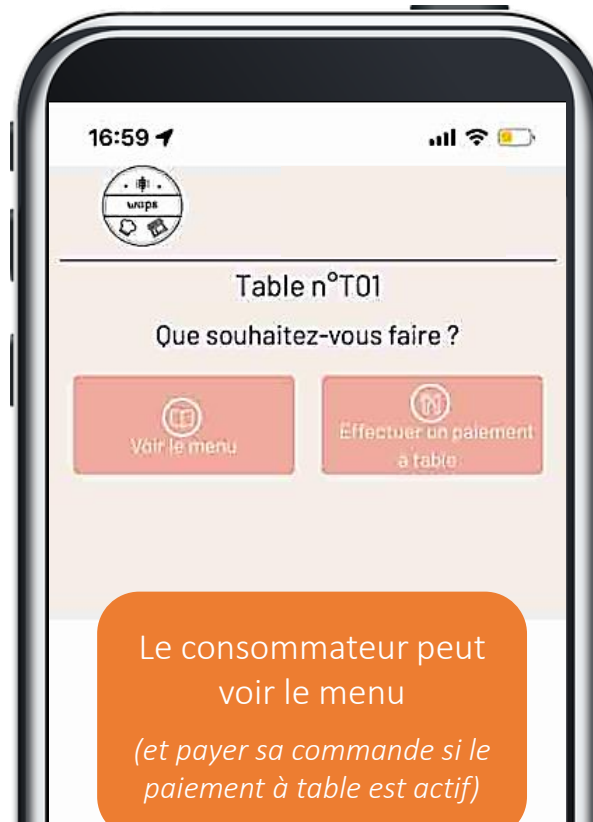 16:59
waps
Table n°T01
Que souhaitez-vous faire ?
Voir le menu
Effectuer un paiement
à table
Le consommateur peut
voir le menu
(et payer sa commande si le
paiement à table est actif)